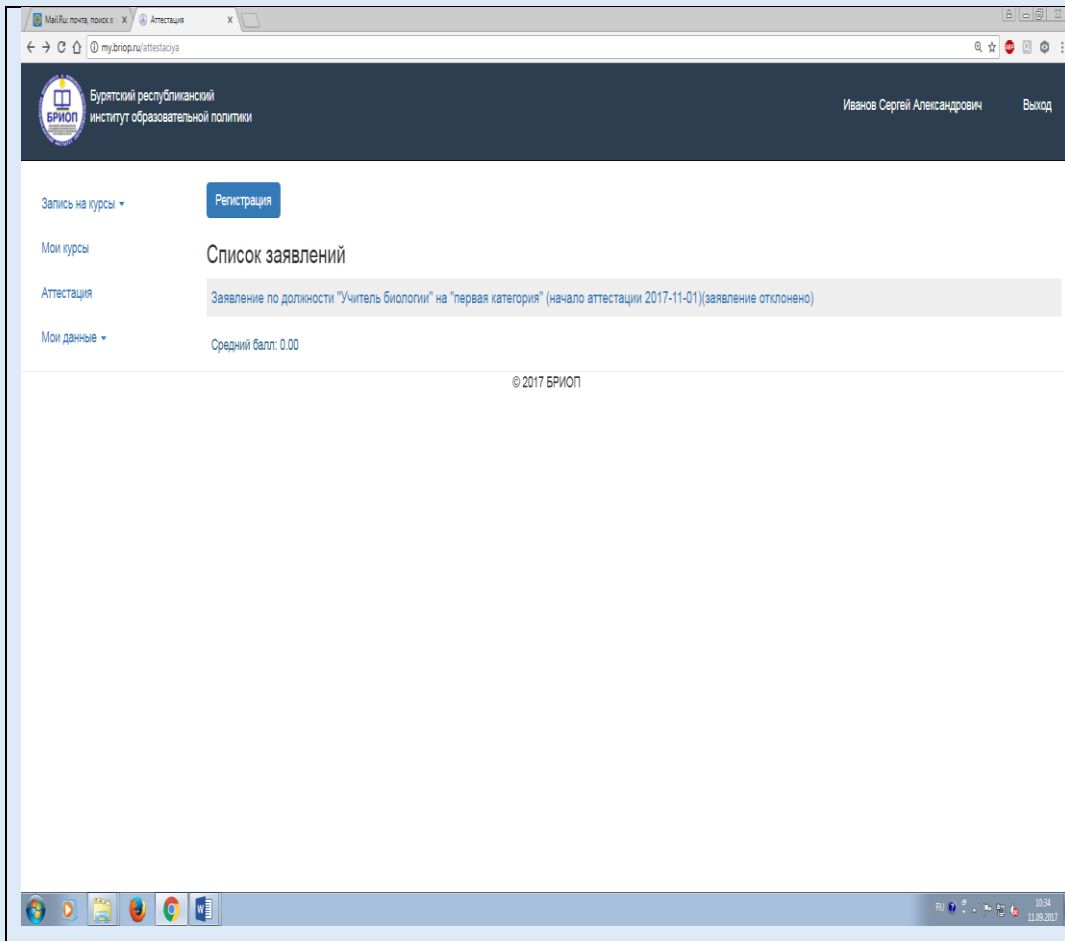 Mail.Ru: почта, поиск в
Аттестация
my.briop.ru/attestaciya
БРИОП
Бурятский республиканский
институт образовательной политики
Иванов Сергей Александрович
Выход
Запись на курсы
Мои курсы
Аттестация
Мои данные
Регистрация
Список заявлений
Заявление по должности "Учитель биологии" на "первая категория" (начало аттестации 2017-11-01)(заявление отклонено)
Средний балл: 0.00
© 2017 БРИОП
RU
10:34
11.09.2017